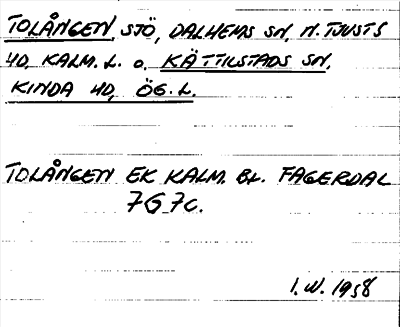 TOLÅNGEN, SJÖ, DALHEMS SN, N. TJUSTS
HD, KALM. L. o. KÄTTILSTADS SN,
KINDA HD, ÖG. L.
TOLÅNGEN EK KALM. BL. FAGERDAL
7G 7c.
I. W. 1958